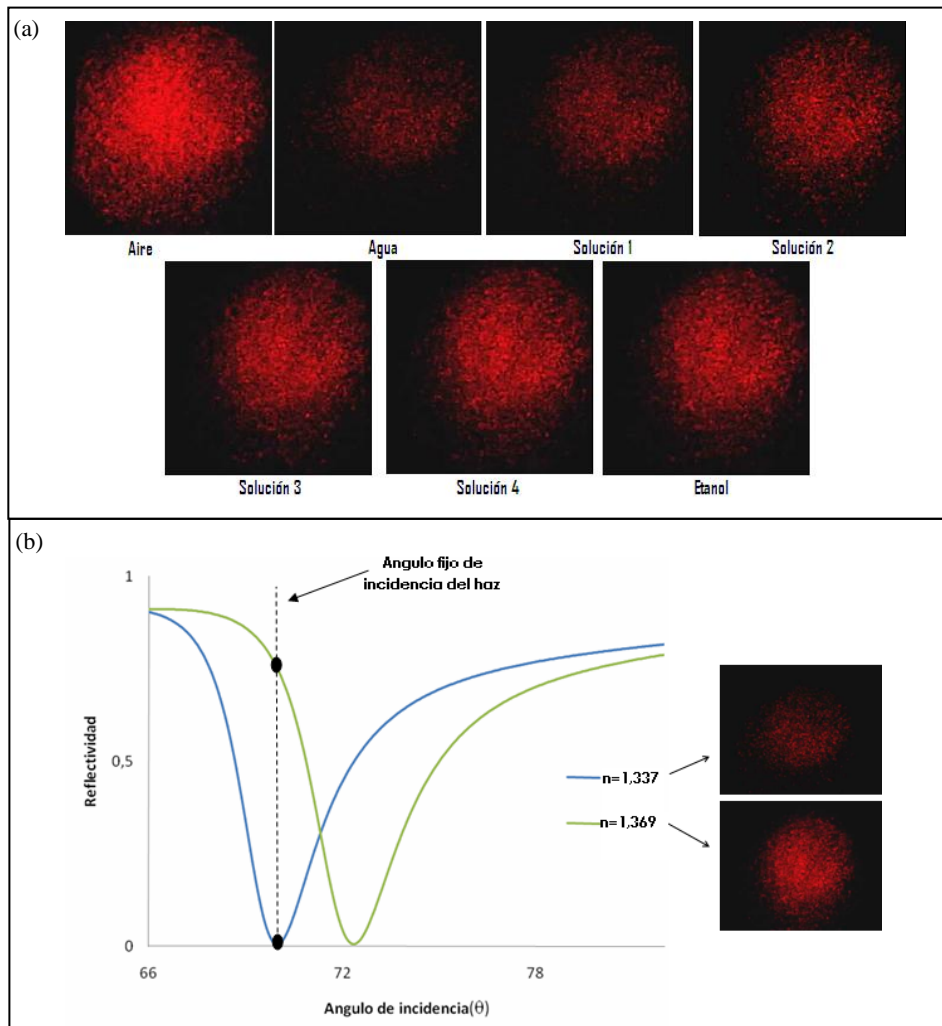 (a)
Aire Agua Solución 1 Solución 2
Solución 3 Solución 4 Etanol
(b)
Angulo fijo de
incidencia del haz
1
Reflectividad
0,5
n=1,337
n=1,369
0
66 72 78
Angulo de incidencia(θ)